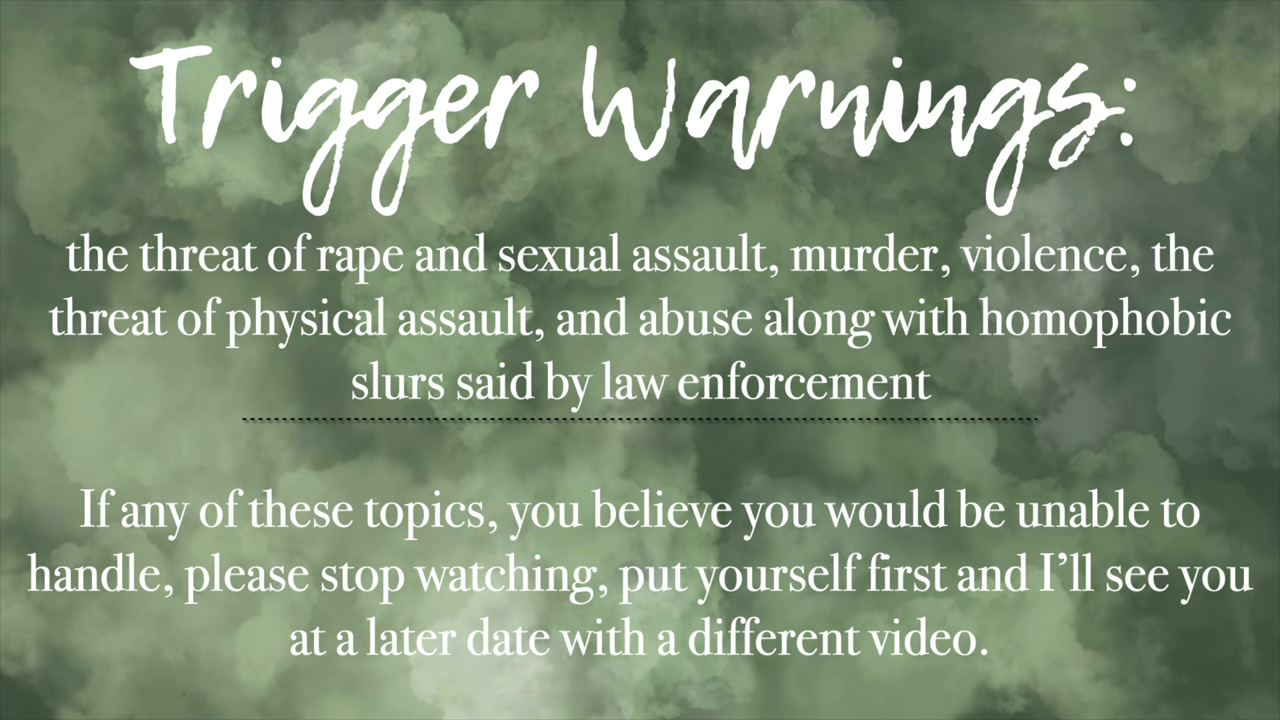 Trigger Warnings:
the threat of rape and sexual assault, murder, violence, the
threat of physical assault, and abuse along with homophobic
slurs said by law enforcement
If any of these topics, you believe you would be unable to
handle, please stop watching, put yourself first and I'll see you
at a later date with a different video.